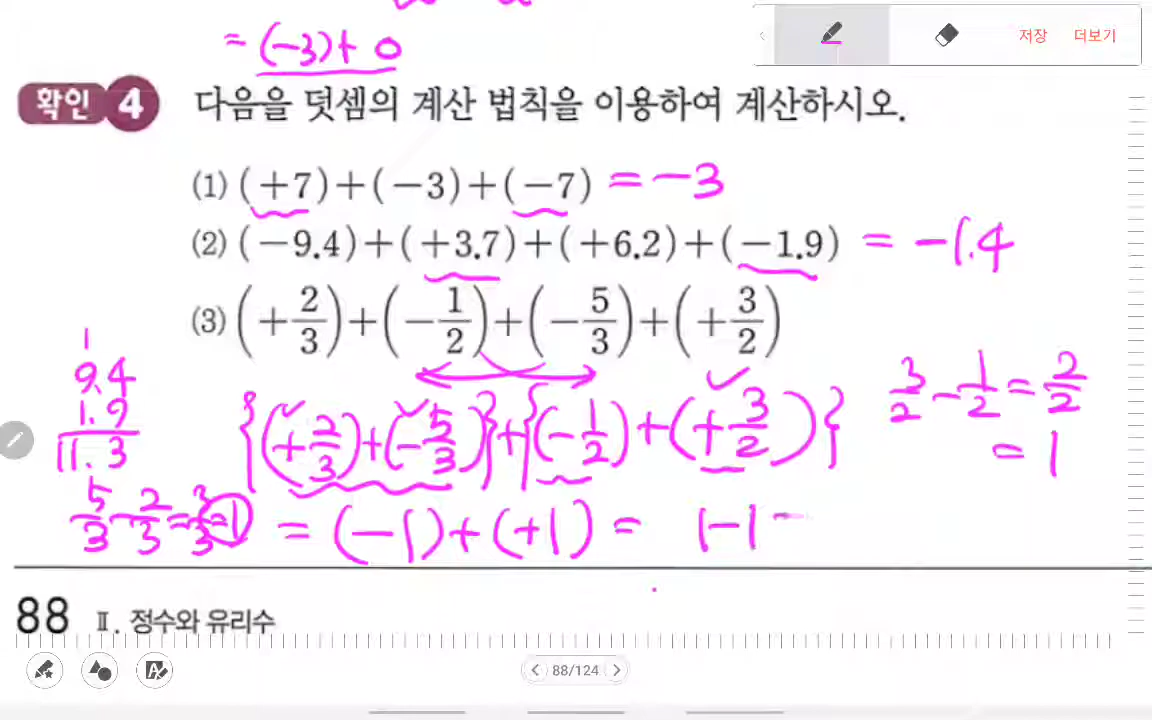 = (-3)+ 0
저장 더보기
확인 4 다음을 덧셈의 계산 법칙을 이용하여 계산하시오.
(1) (+7)+(-3)+(-7) = -3
(2) (-9.4)+(+3.7)+(+6.2)+(-1.9) = -1.4
(3) (+2/3)+(-1/2)+(-5/3)+(+3/2)
1
9.4
1.9
11.3
{(+2/3)+(-5/3)}+{(-1/2)+(+3/2)}
3/2 - 1/2 = 2/2
= 1
5/3 - 2/3 = 3/3 = 1
= (-1)+(+1) = 1-1
88 Ⅱ. 정수와 유리수
88/124